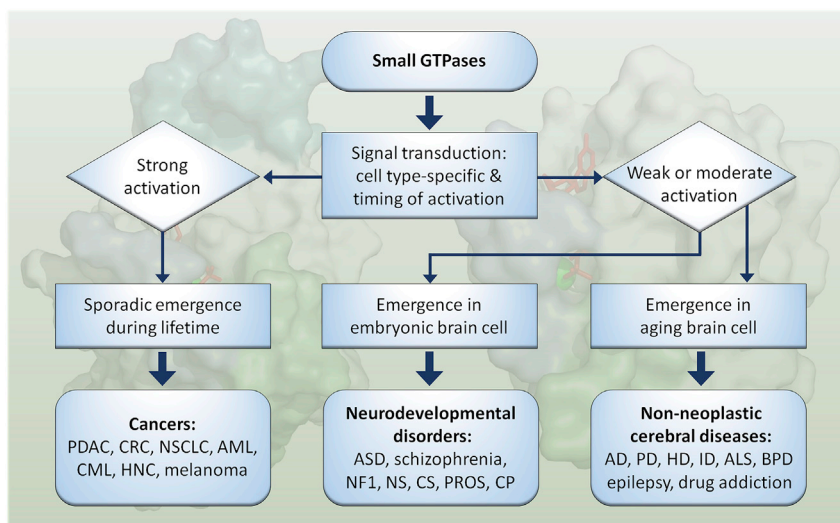 Small GTPases
Signal transduction:
cell type-specific &
timing of activation
Strong
activation
Weak or moderate
activation
Sporadic emergence
during lifetime
Emergence in
embryonic brain cell
Emergence in
aging brain cell
Cancers:
PDAC, CRC, NSCLC, AML,
CML, HNC, melanoma
Neurodevelopmental
disorders:
ASD, schizophrenia,
NF1, NS, CS, PROS, CP
Non-neoplastic
cerebral diseases:
AD, PD, HD, ID, ALS, BPD
epilepsy, drug addiction